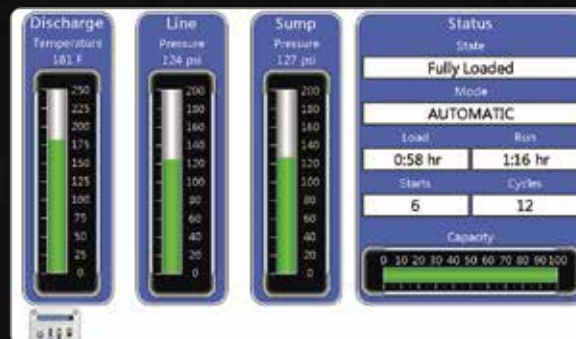 Discharge
Temperature
181 F
250
225
200
175
150
125
100
75
50
25
0
Line
Pressure
124 psi
200
180
160
140
120
100
80
60
40
20
0
Sump
Pressure
127 psi
200
180
160
140
120
100
80
60
40
20
0
Status
State
Fully Loaded
Mode
AUTOMATIC
Load Run
0:58 hr 1:16 hr
Starts Cycles
6 12
Capacity
0 10 20 30 40 50 60 70 80 90 100